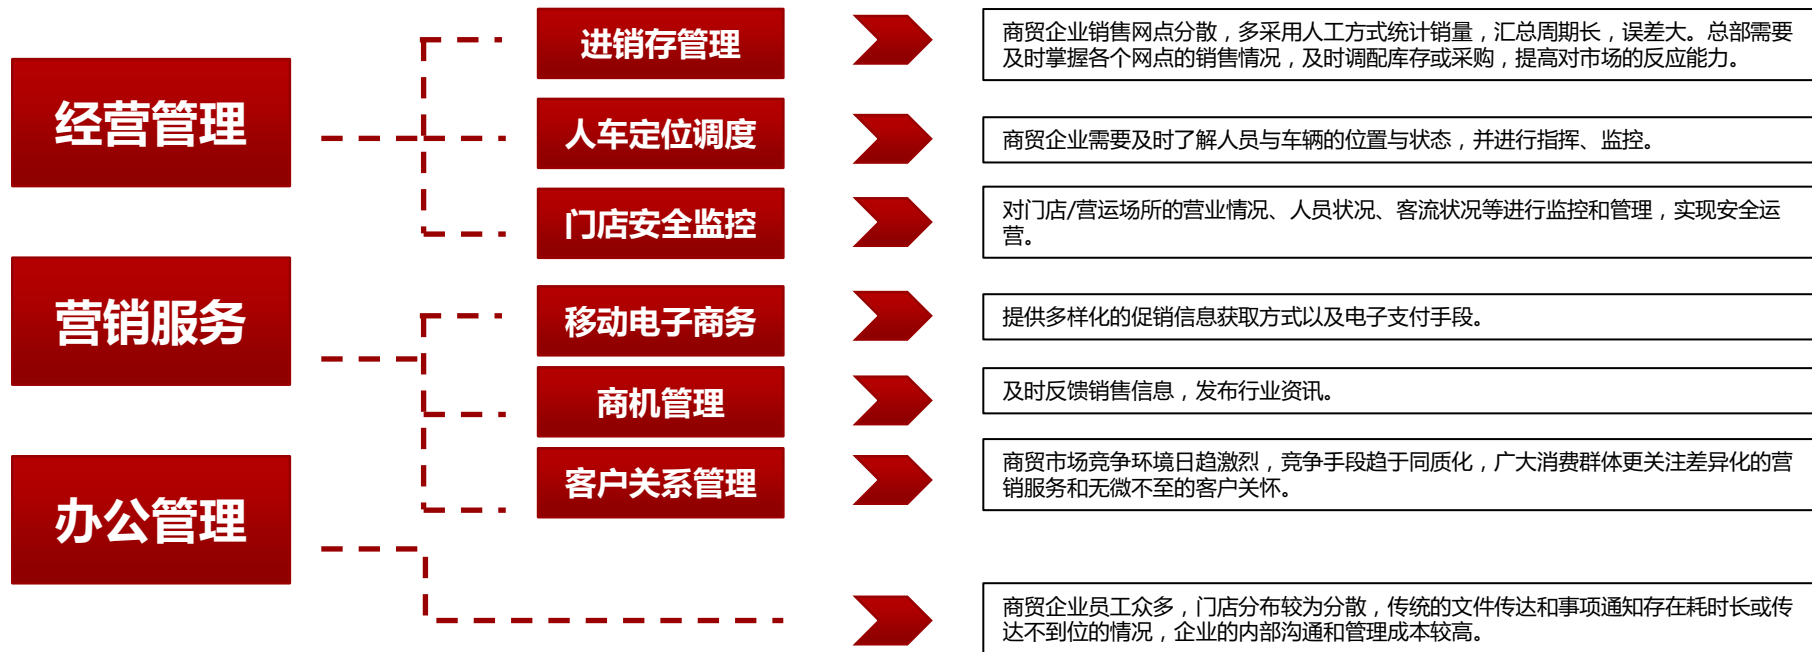 经营管理
进销存管理
商贸企业销售网点分散，多采用人工方式统计销量，汇总周期长，误差大。总部需要
及时掌握各个网点的销售情况，及时调配库存或采购，提高对市场的反应能力。
人车定位调度
商贸企业需要及时了解人员与车辆的位置与状态，并进行指挥、监控。
门店安全监控
对门店/营运场所的营业情况、人员状况、客流状况等进行监控和管理，实现安全运
营。
营销服务
移动电子商务
提供多样化的促销信息获取方式以及电子支付手段。
商机管理
及时反馈销售信息，发布行业资讯。
客户关系管理
商贸市场竞争环境日趋激烈，竞争手段趋于同质化，广大消费群体更关注差异化的营
销服务和无微不至的客户关怀。
办公管理
商贸企业员工众多，门店分布较为分散，传统的文件传达和事项通知存在耗时长或传
达不到位的情况，企业的内部沟通和管理成本较高。